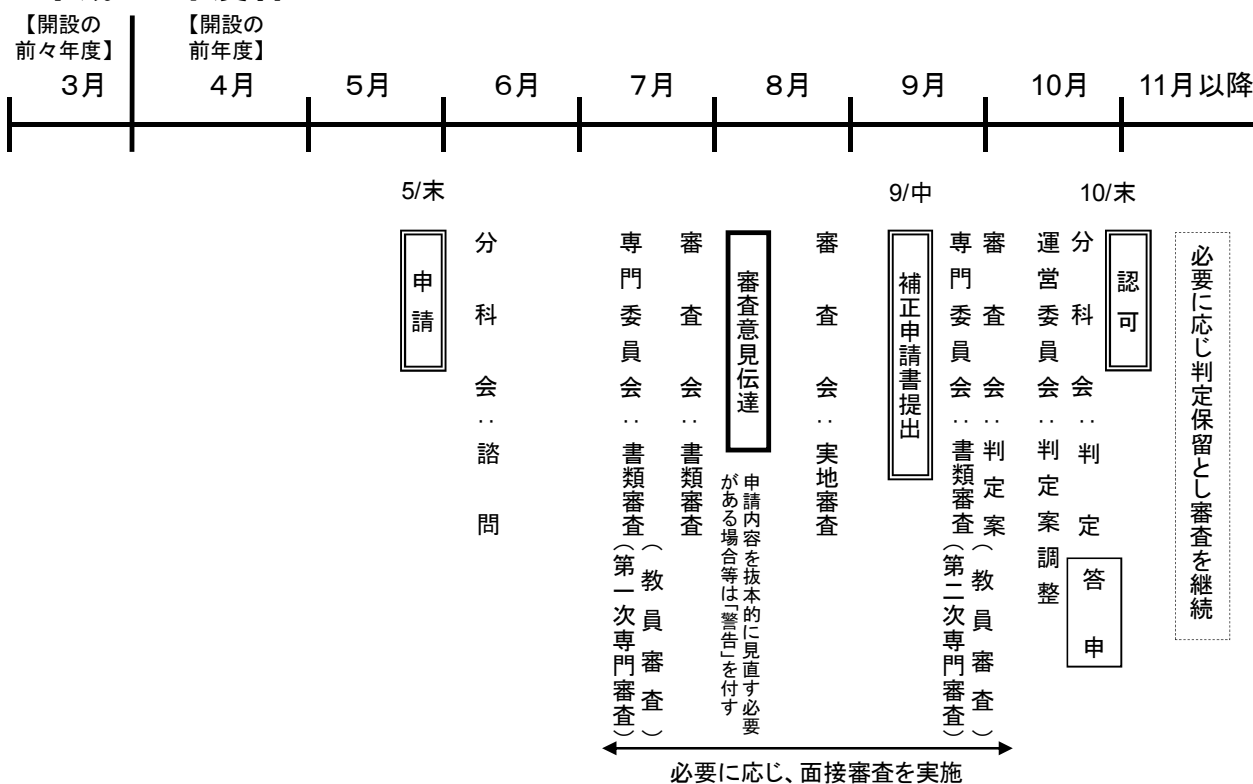 【開設の
前々年度】
【開設の
前年度】
3月
4月
5月
6月
7月
8月
9月
10月
11月以降
5/末
9/中
10/末
申請
分科会：諮問
専門委員会：書類審査
（教員審査）
（第一次専門審査）
審査会：書類審査
審査意見伝達
申請内容を抜本的に見直す必要
がある場合等は「警告」を付す
審査会：実地審査
補正申請書提出
専門委員会：書類審査
（教員審査）
（第二次専門審査）
審査会：判定案
運営委員会：判定案調整
分科会：判定
答申
認可
必要に応じ判定保留とし審査を継続
必要に応じ、面接審査を実施